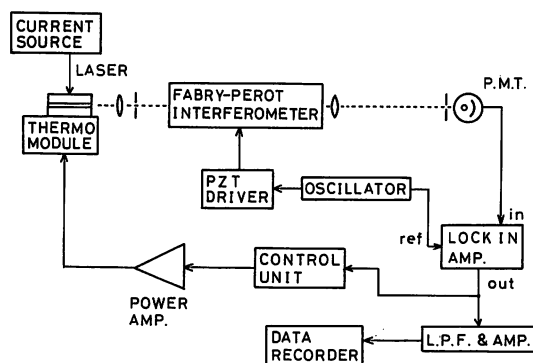 CURRENT
SOURCE
LASER
THERMO
MODULE
FABRY-PEROT
INTERFEROMETER
P.M.T.
PZT
DRIVER
OSCILLATOR
in
ref
LOCK IN
AMP.
out
CONTROL
UNIT
POWER
AMP.
DATA
RECORDER
L.P.F. & AMP.